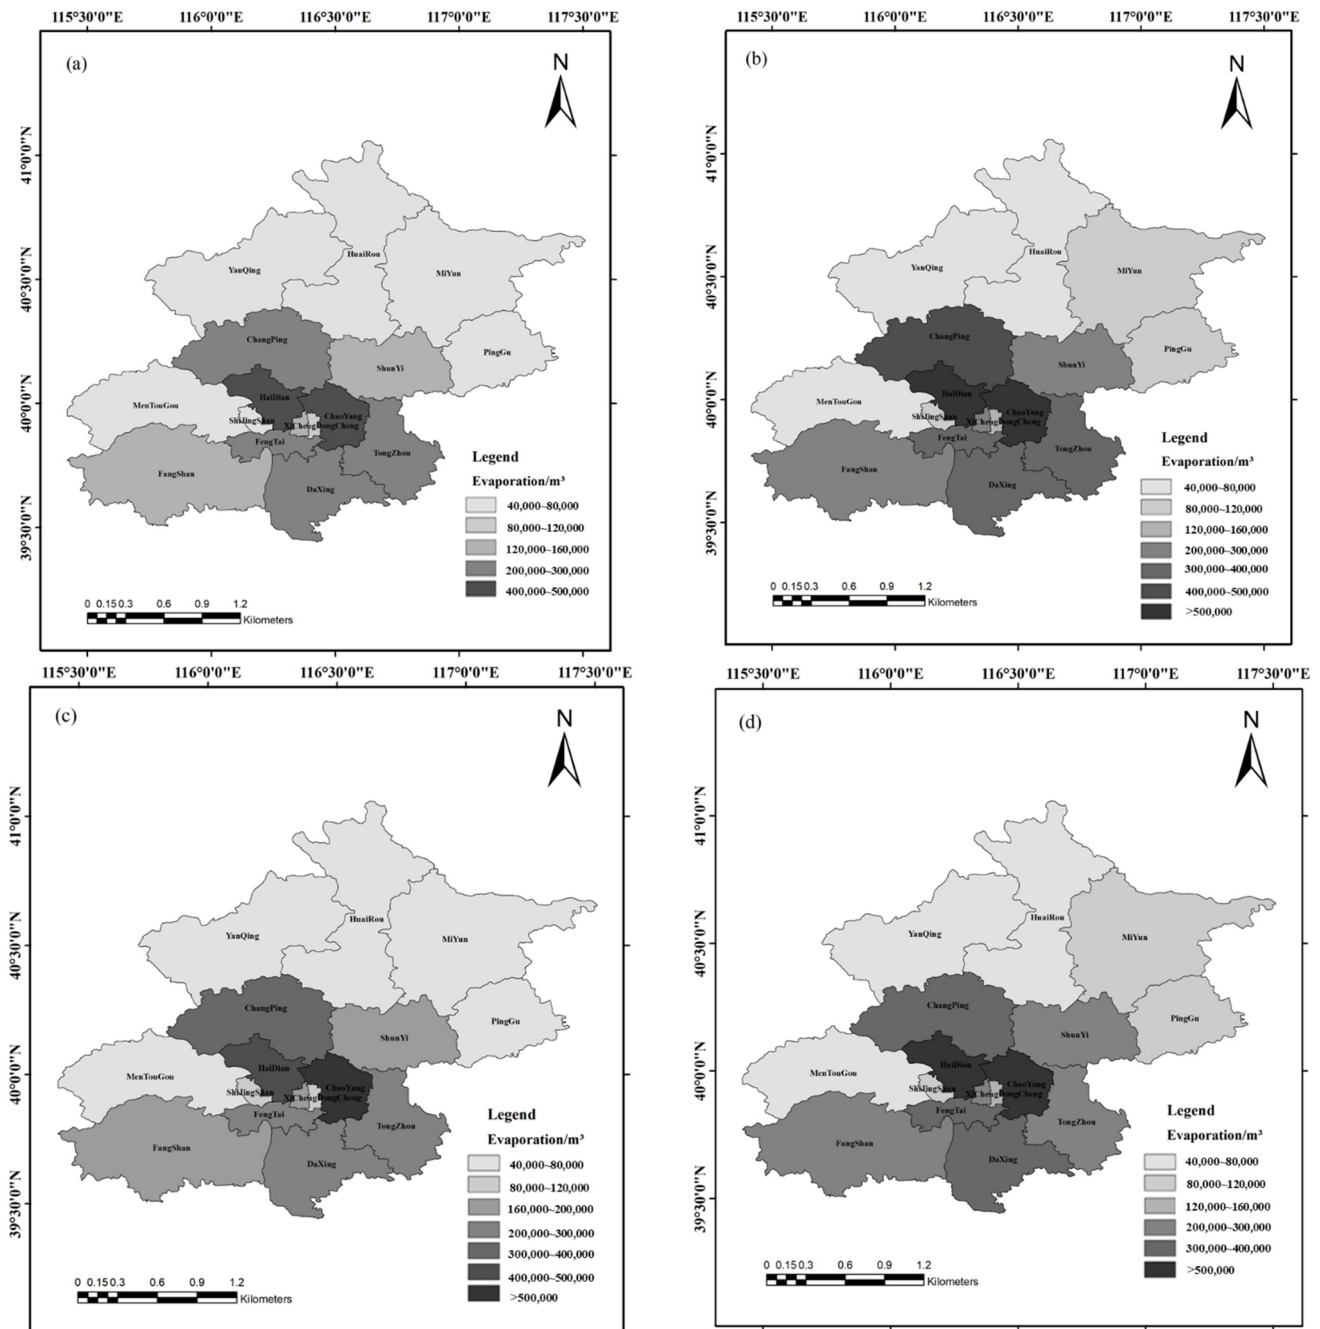 115°30'0"E 116°0'0"E 116°30'0"E 117°0'0"E 117°30'0"E
(a)
N
41°0'0"N
40°30'0"N
40°0'0"N
39°30'0"N
HuaiRou
YanQing
MiYun
ChangPing
PingGu
ShunYi
HaiDian
MenTouGou
ChaoYang
ShiJingShan
XiCheng
DongCheng
FengTai
TongZhou
FangShan
DaXing
Legend
Evaporation/m³
40,000~80,000
80,000~120,000
120,000~160,000
200,000~300,000
400,000~500,000
0 0.15 0.3 0.6 0.9 1.2
Kilometers
115°30'0"E 116°0'0"E 116°30'0"E 117°0'0"E 117°30'0"E
(b)
N
41°0'0"N
40°30'0"N
40°0'0"N
39°30'0"N
HuaiRou
YanQing
MiYun
ChangPing
PingGu
ShunYi
HaiDian
MenTouGou
ChaoYang
ShiJingShan
XiCheng
DongCheng
FengTai
TongZhou
FangShan
DaXing
Legend
Evaporation/m³
40,000~80,000
80,000~120,000
120,000~160,000
200,000~300,000
300,000~400,000
400,000~500,000
>500,000
0 0.15 0.3 0.6 0.9 1.2
Kilometers
115°30'0"E 116°0'0"E 116°30'0"E 117°0'0"E 117°30'0"E
(c)
N
41°0'0"N
40°30'0"N
40°0'0"N
39°30'0"N
HuaiRou
YanQing
MiYun
ChangPing
PingGu
ShunYi
HaiDian
MenTouGou
ChaoYang
ShiJingShan
XiCheng
DongCheng
FengTai
TongZhou
FangShan
DaXing
Legend
Evaporation/m³
40,000~80,000
80,000~120,000
160,000~200,000
200,000~300,000
300,000~400,000
400,000~500,000
>500,000
0 0.15 0.3 0.6 0.9 1.2
Kilometers
115°30'0"E 116°0'0"E 116°30'0"E 117°0'0"E 117°30'0"E
(d)
N
41°0'0"N
40°30'0"N
40°0'0"N
39°30'0"N
HuaiRou
YanQing
MiYun
ChangPing
PingGu
ShunYi
HaiDian
MenTouGou
ChaoYang
ShiJingShan
XiCheng
DongCheng
FengTai
TongZhou
FangShan
DaXing
Legend
Evaporation/m³
40,000~80,000
80,000~120,000
120,000~160,000
200,000~300,000
300,000~400,000
>500,000
0 0.15 0.3 0.6 0.9 1.2
Kilometers